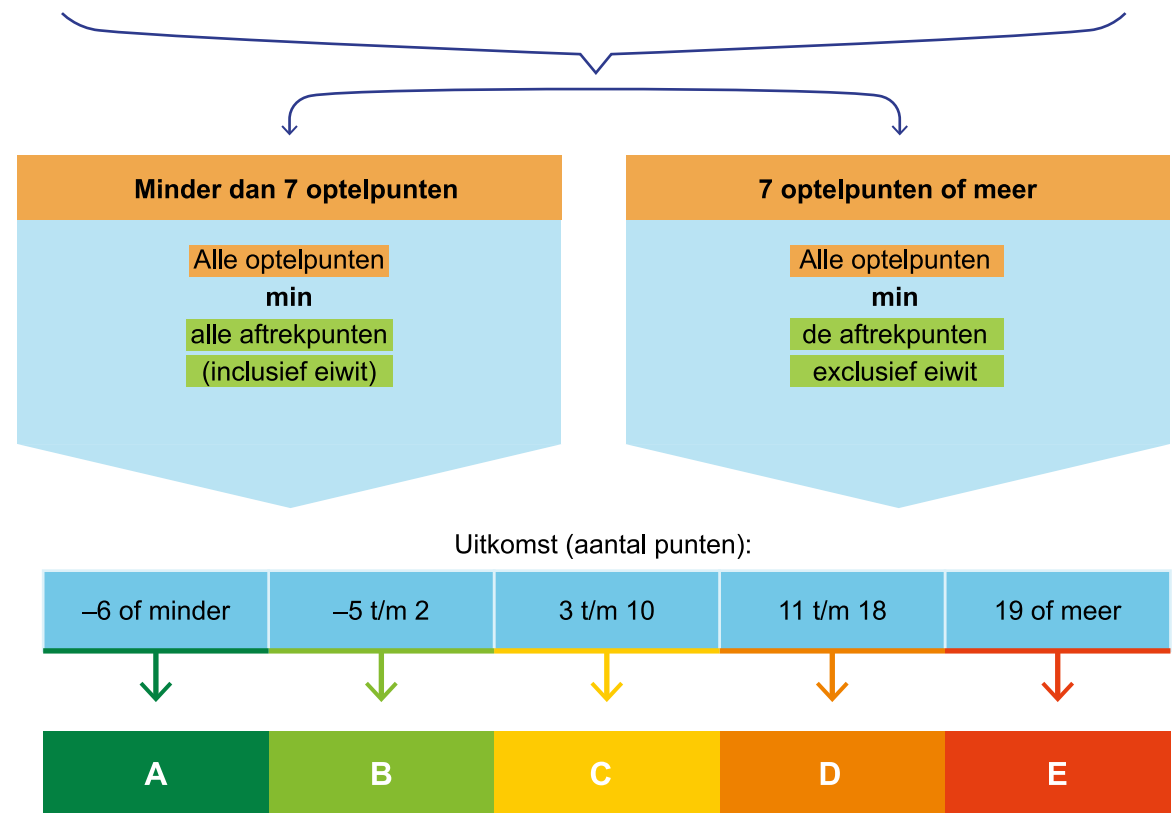 Minder dan 7 optelpunten
Alle optelpunten
min
alle aftrekpunten
(inclusief eiwit)
7 optelpunten of meer
Alle optelpunten
min
de aftrekpunten
exclusief eiwit
Uitkomst (aantal punten):
–6 of minder
–5 t/m 2
3 t/m 10
11 t/m 18
19 of meer
A
B
C
D
E